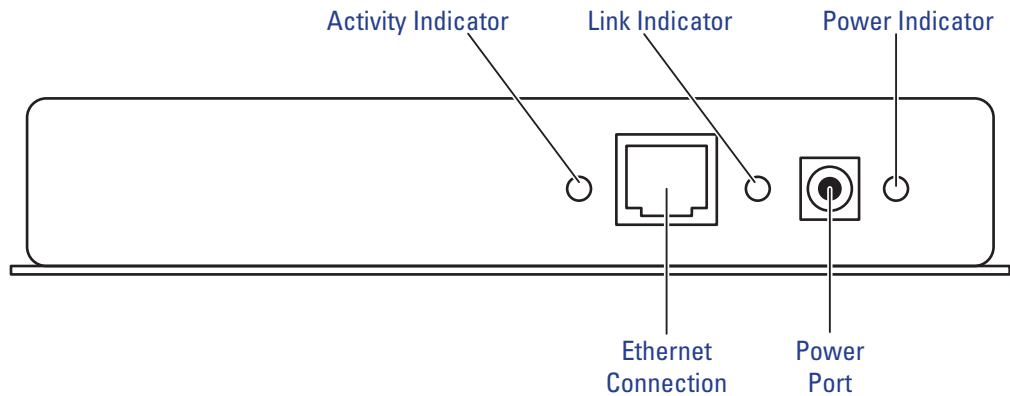 Activity Indicator
Link Indicator
Power Indicator
Ethernet
Connection
Power
Port